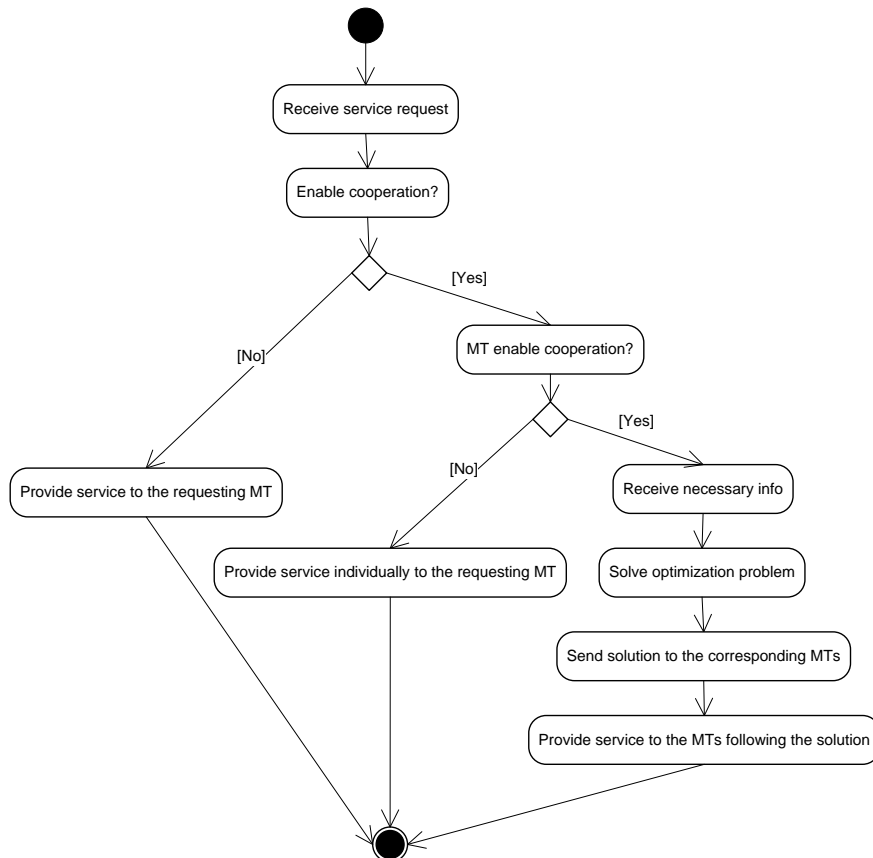 Receive service request
Enable cooperation?
[Yes]
[No]
MT enable cooperation?
[Yes]
[No]
Provide service to the requesting MT
Receive necessary info
Provide service individually to the requesting MT
Solve optimization problem
Send solution to the corresponding MTs
Provide service to the MTs following the solution